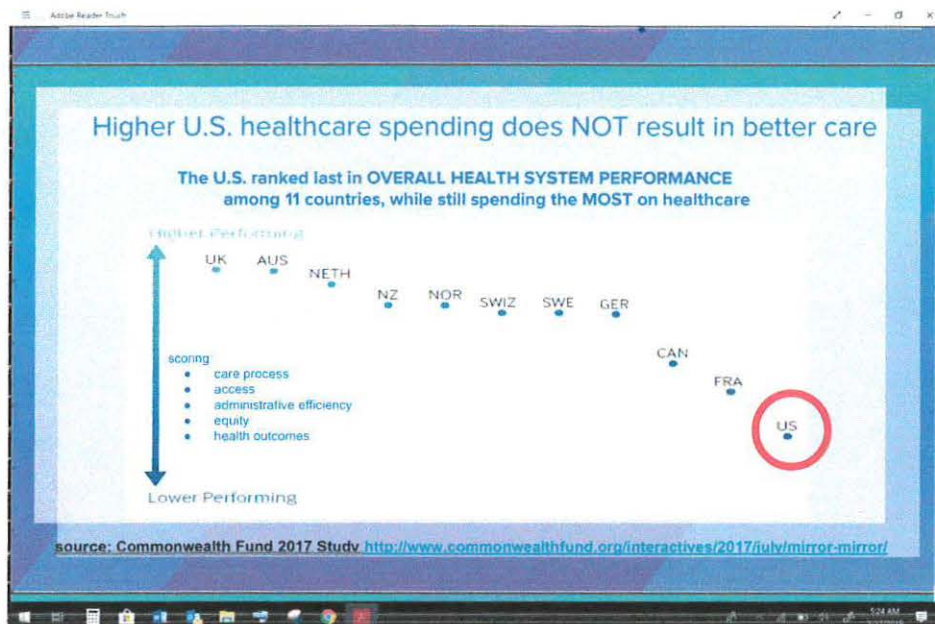 Adobe Reader Touch
Higher U.S. healthcare spending does NOT result in better care
The U.S. ranked last in OVERALL HEALTH SYSTEM PERFORMANCE
among 11 countries, while still spending the MOST on healthcare
Higher Performing
UK
AUS
NETH
NZ
NOR
SWIZ
SWE
GER
CAN
FRA
US
scoring:
• care process
• access
• administrative efficiency
• equity
• health outcomes
Lower Performing
source: Commonwealth Fund 2017 Study http://www.commonwealthfund.org/interactives/2017/july/mirror-mirror/
5:24 AM